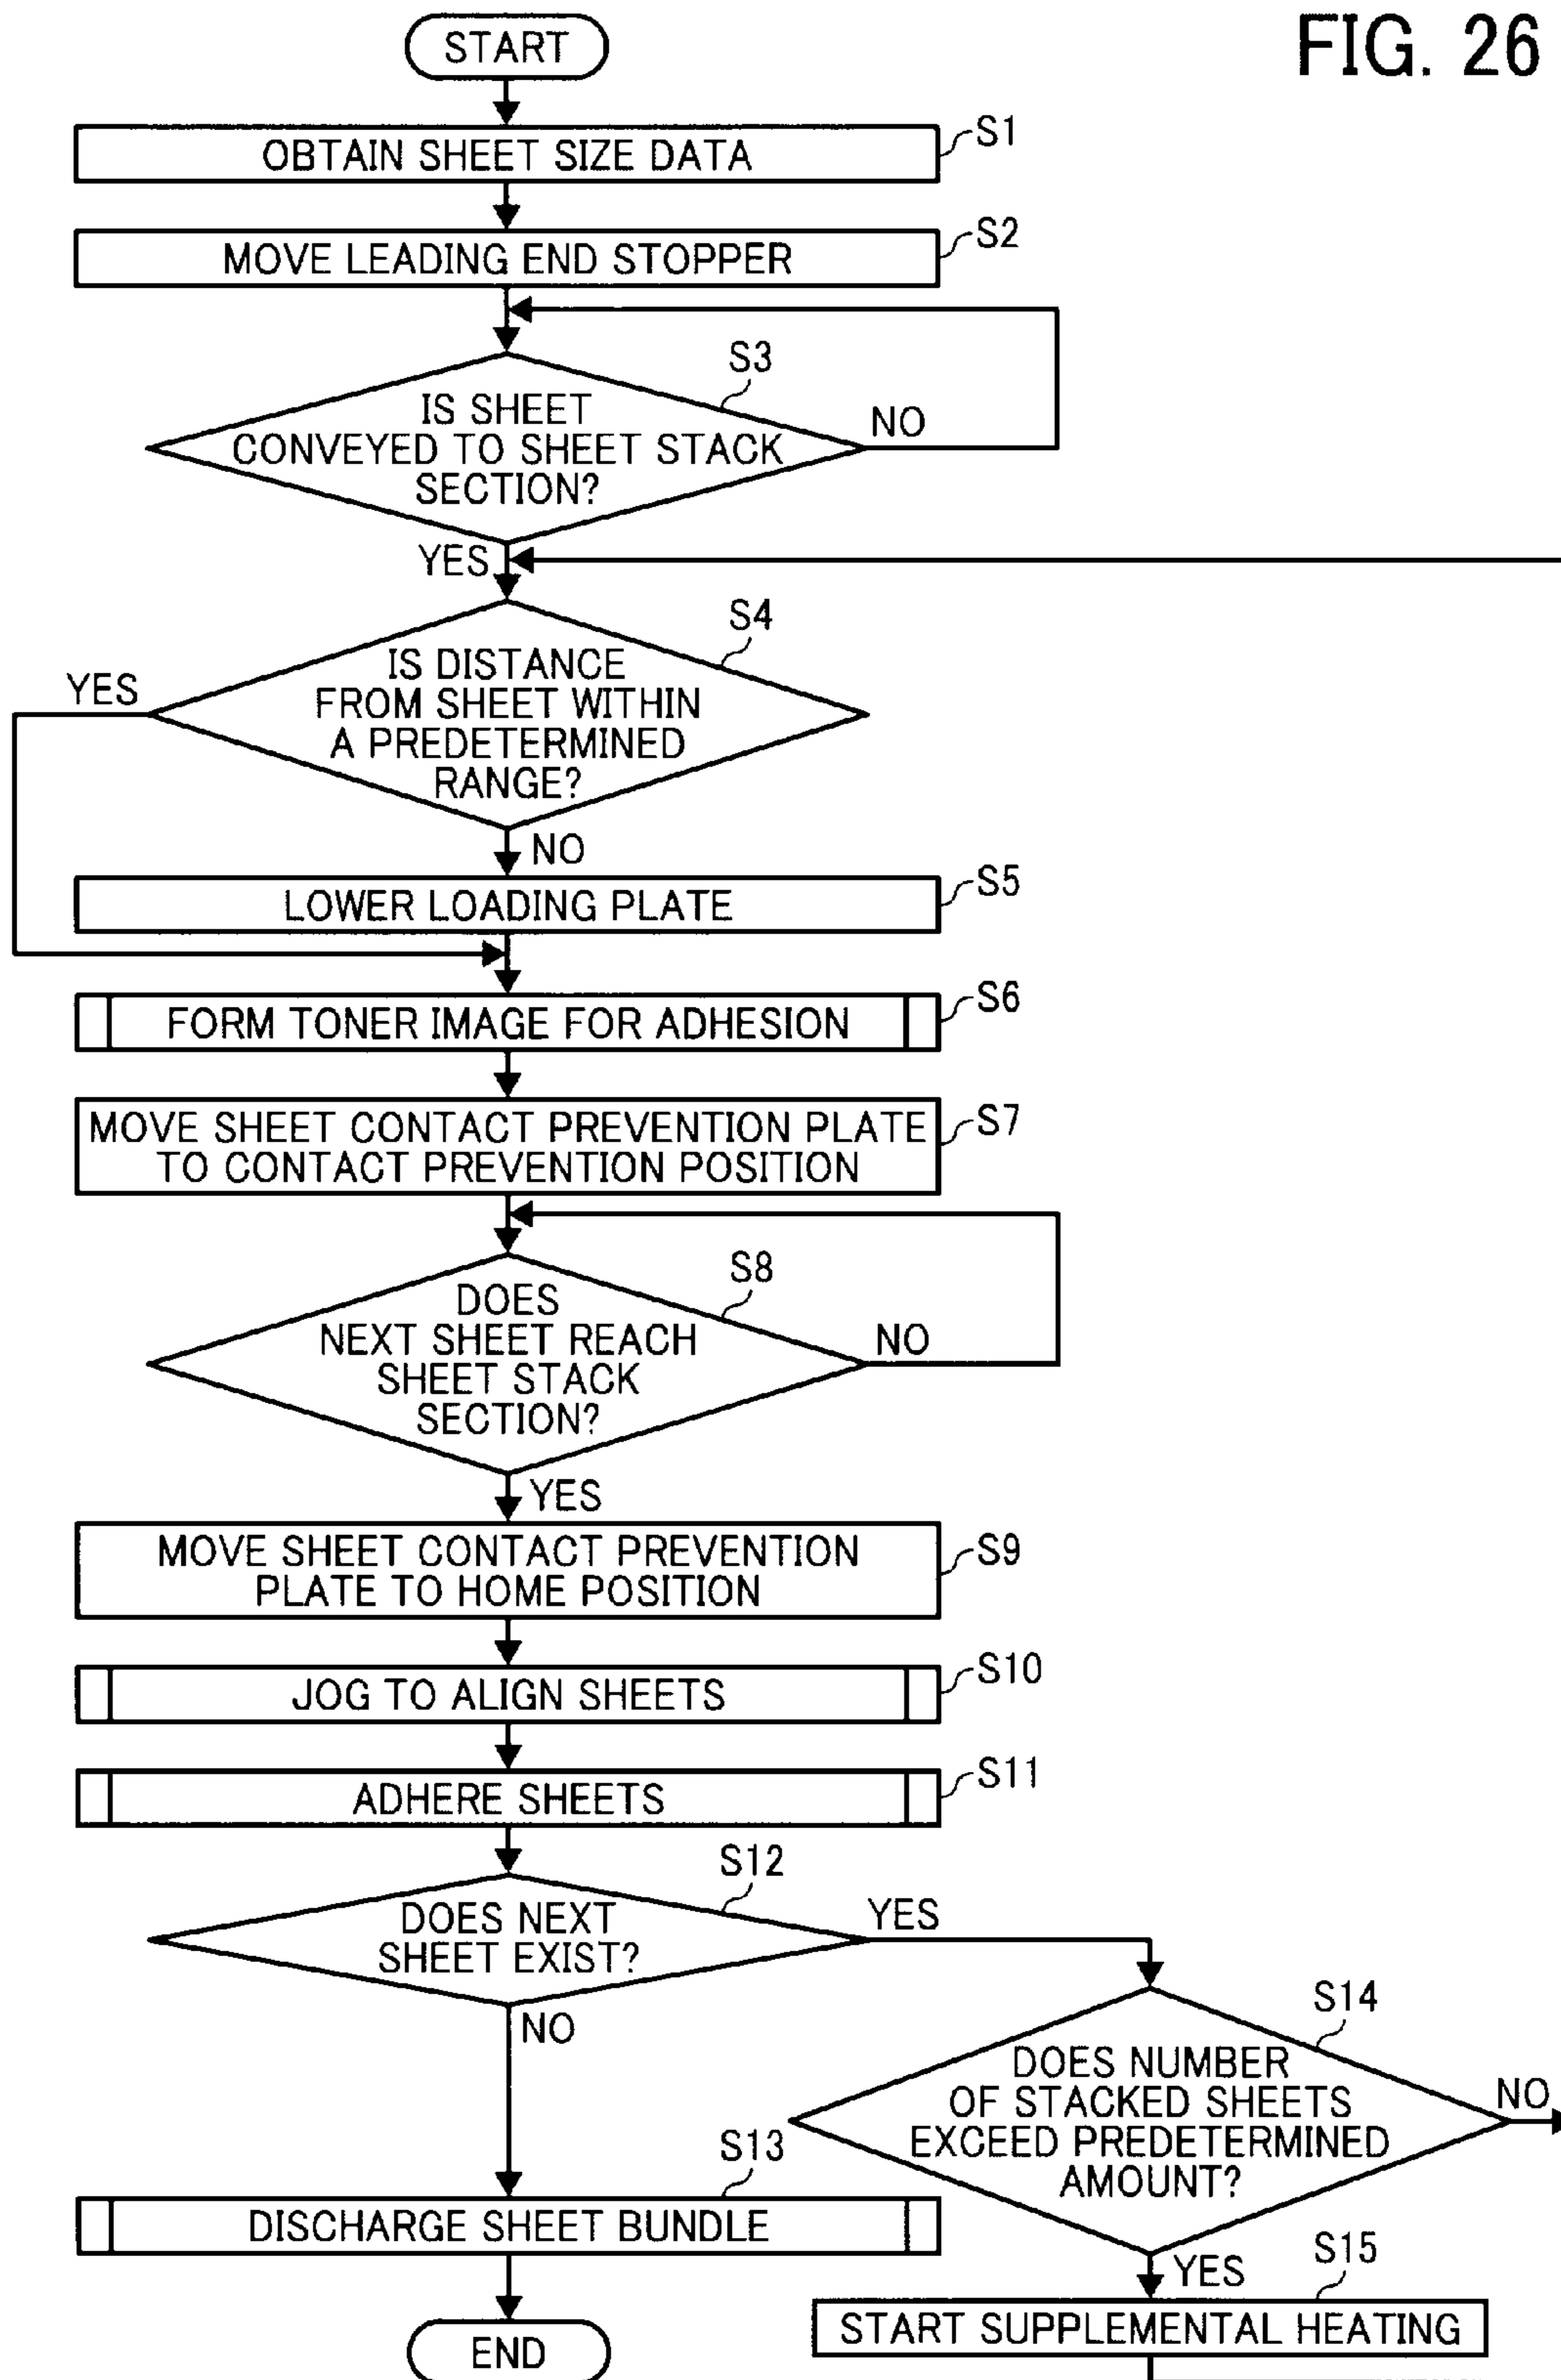 FIG. 26
START
OBTAIN SHEET SIZE DATA
S1
MOVE LEADING END STOPPER
S2
S3
IS SHEET
CONVEYED TO SHEET STACK
SECTION?
NO
YES
S4
IS DISTANCE
FROM SHEET WITHIN
A PREDETERMINED
RANGE?
YES
NO
LOWER LOADING PLATE
S5
FORM TONER IMAGE FOR ADHESION
S6
MOVE SHEET CONTACT PREVENTION PLATE
TO CONTACT PREVENTION POSITION
S7
S8
DOES
NEXT SHEET REACH
SHEET STACK
SECTION?
NO
YES
MOVE SHEET CONTACT PREVENTION
PLATE TO HOME POSITION
S9
JOG TO ALIGN SHEETS
S10
ADHERE SHEETS
S11
S12
DOES NEXT
SHEET EXIST?
YES
NO
S14
DOES NUMBER
OF STACKED SHEETS
EXCEED PREDETERMINED
AMOUNT?
NO
YES
S13
DISCHARGE SHEET BUNDLE
S15
START SUPPLEMENTAL HEATING
END